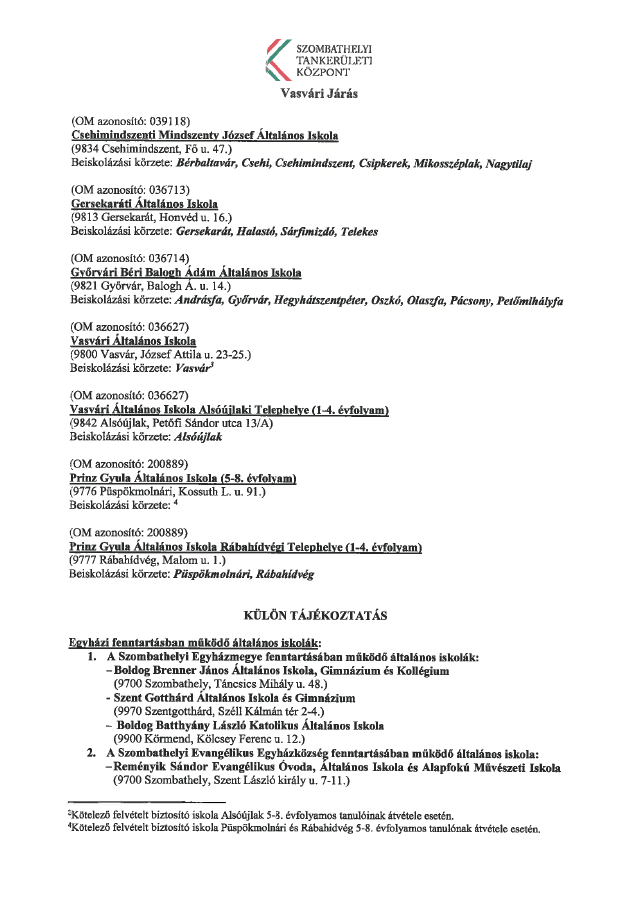 SZOMBATHELYI
TANKERÜLETI
KÖZPONT
Vasvári Járás
(OM azonosító: 039118)
Csehimindszenti Mindszenty József Általános Iskola
(9834 Csehimindszent, Fő u. 47.)
Beiskolázási körzete: Bérbaltavár, Csehi, Csehimindszent, Csipkerek, Mikosszéplak, Nagytilaj
(OM azonosító: 036713)
Gersekaráti Általános Iskola
(9813 Gersekarát, Honvéd u. 16.)
Beiskolázási körzete: Gersekarát, Halastó, Sárfimizdó, Telekes
(OM azonosító: 036714)
Győrvári Béri Balogh Ádám Általános Iskola
(9821 Győrvár, Balogh Á. u. 14.)
Beiskolázási körzete: Andrásfa, Győrvár, Hegyhátszentpéter, Oszkó, Olaszfa, Pácsony, Petőmihályfa
(OM azonosító: 036627)
Vasvári Általános Iskola
(9800 Vasvár, József Attila u. 23-25.)
Beiskolázási körzete: Vasvár³
(OM azonosító: 036627)
Vasvári Általános Iskola Alsóújlaki Telephelye (1-4. évfolyam)
(9842 Alsóújlak, Petőfi Sándor utca 13/A)
Beiskolázási körzete: Alsóújlak
(OM azonosító: 200889)
Prinz Gyula Általános Iskola (5-8. évfolyam)
(9776 Püspökmolnári, Kossuth L. u. 91.)
Beiskolázási körzete: ⁴
(OM azonosító: 200889)
Prinz Gyula Általános Iskola Rábahídvégi Telephelye (1-4. évfolyam)
(9777 Rábahídvég, Malom u. 1.)
Beiskolázási körzete: Püspökmolnári, Rábahídvég
KÜLÖN TÁJÉKOZTATÁS
Egyházi fenntartásban működő általános iskolák:
1. A Szombathelyi Egyházmegye fenntartásában működő általános iskolák:
– Boldog Brenner János Általános Iskola, Gimnázium és Kollégium
(9700 Szombathely, Táncsics Mihály u. 48.)
- Szent Gotthárd Általános Iskola és Gimnázium
(9970 Szentgotthárd, Széll Kálmán tér 2-4.)
– Boldog Batthyány László Katolikus Általános Iskola
(9900 Körmend, Kölcsey Ferenc u. 12.)
2. A Szombathelyi Evangélikus Egyházközség fenntartásában működő általános iskola:
– Reményik Sándor Evangélikus Óvoda, Általános Iskola és Alapfokú Művészeti Iskola
(9700 Szombathely, Szent László király u. 7-11.)
³Kötelező felvételt biztosító iskola Alsóújlak 5-8. évfolyamos tanulóinak átvétele esetén.
⁴Kötelező felvételt biztosító iskola Püspökmolnári és Rábahídvég 5-8. évfolyamos tanulónak átvétele esetén.